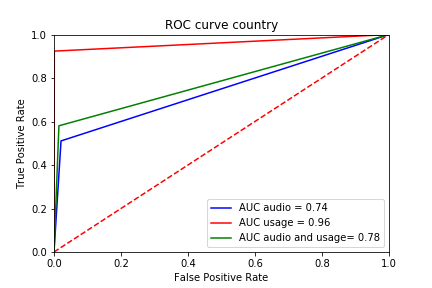 ROC curve country
1.0
0.8
0.6
0.4
0.2
0.0
True Positive Rate
AUC audio = 0.74
AUC usage = 0.96
AUC audio and usage= 0.78
0.0 0.2 0.4 0.6 0.8 1.0
False Positive Rate